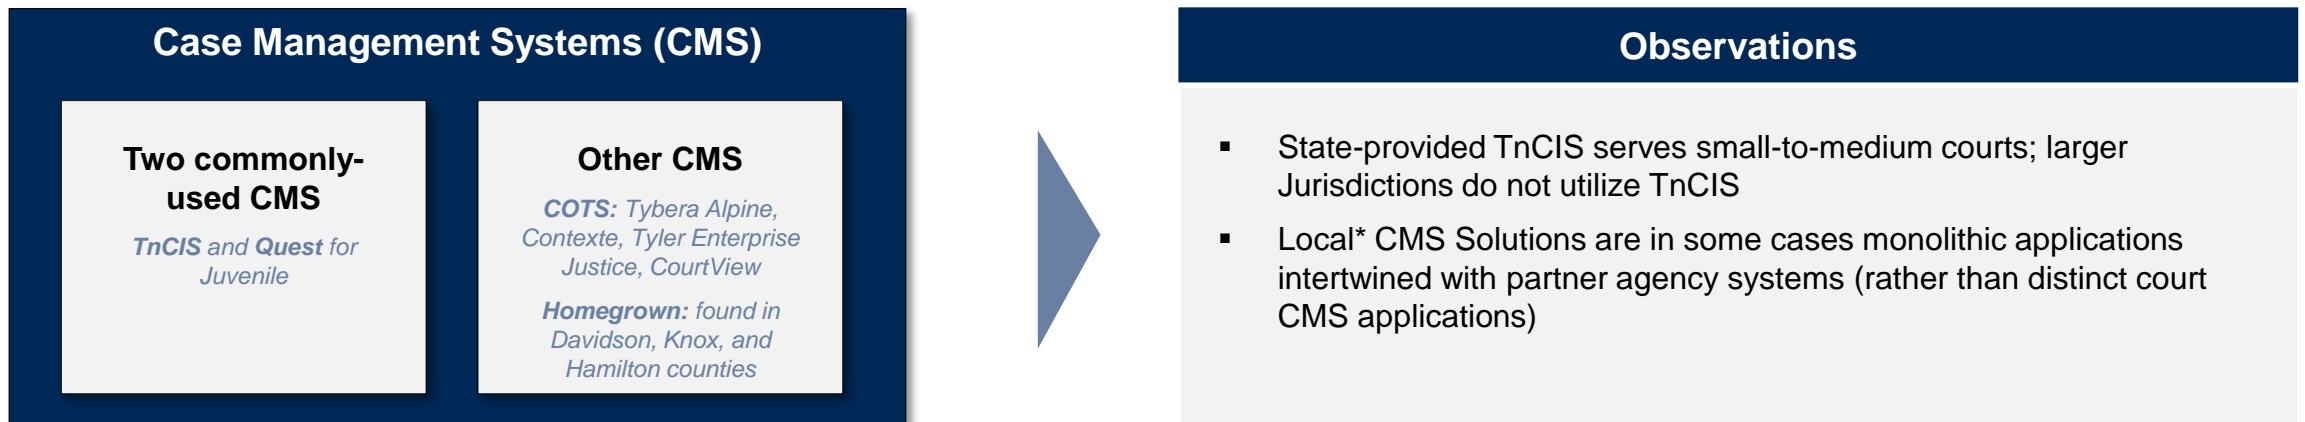 Case Management Systems (CMS)
Two commonly-
used CMS
TnCIS and Quest for
Juvenile
Other CMS
COTS: Tybera Alpine,
Contexte, Tyler Enterprise
Justice, CourtView
Homegrown: found in
Davidson, Knox, and
Hamilton counties
Observations
▪ State-provided TnCIS serves small-to-medium courts; larger
Jurisdictions do not utilize TnCIS
▪ Local* CMS Solutions are in some cases monolithic applications
intertwined with partner agency systems (rather than distinct court
CMS applications)